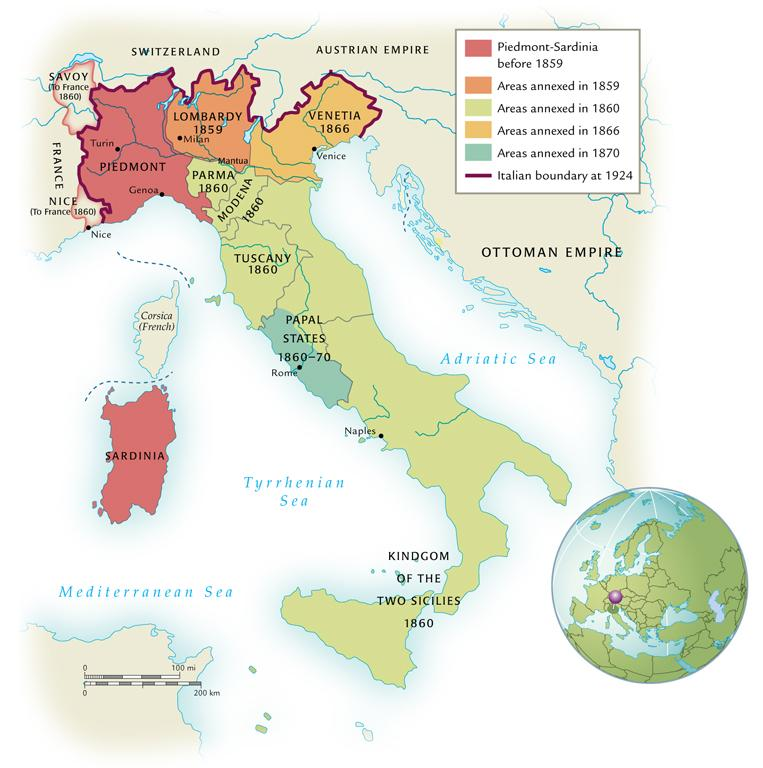 SWITZERLAND
AUSTRIAN EMPIRE
Piedmont-Sardinia
before 1859
Areas annexed in 1859
Areas annexed in 1860
Areas annexed in 1866
Areas annexed in 1870
Italian boundary at 1924
SAVOY
(To France
1860)
LOMBARDY
1859
Milan
VENETIA
1866
Venice
Turin
Mantua
FRANCE
PIEDMONT
PARMA
1860
MODENA
1860
Genoa
NICE
(To France 1860)
Nice
OTTOMAN EMPIRE
TUSCANY
1860
Corsica
(French)
PAPAL
STATES
1860–70
Rome
Adriatic Sea
Naples
SARDINIA
Tyrrhenian
Sea
KINDGOM
OF THE
TWO SICILIES
1860
Mediterranean Sea
0 100 mi
0 200 km